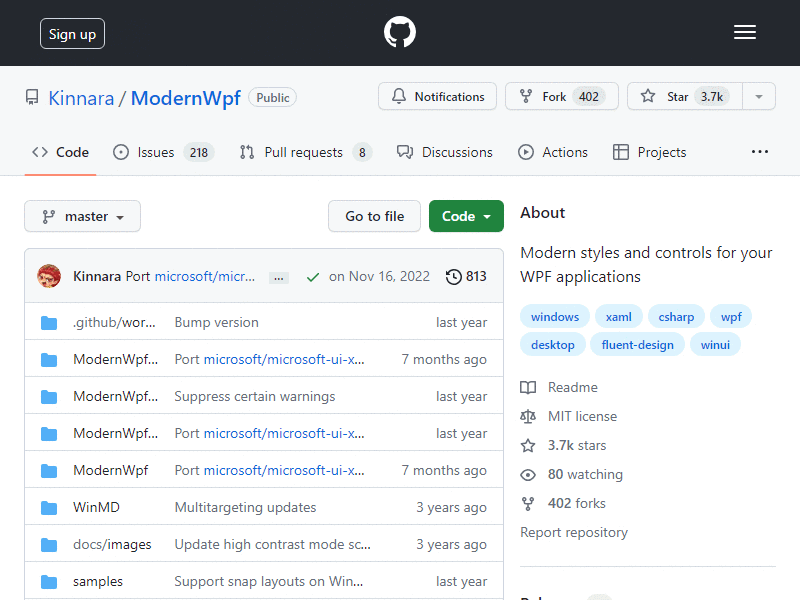 Sign up
Kinnara / ModernWpf Public
Notifications Fork 402 Star 3.7k
Code Issues 218 Pull requests 8 Discussions Actions Projects ...
master Go to file Code
Kinnara Port microsoft/micr... ... on Nov 16, 2022 813
.github/wor... Bump version last year
ModernWpf... Port microsoft/microsoft-ui-x... 7 months ago
ModernWpf... Suppress certain warnings last year
ModernWpf... Port microsoft/microsoft-ui-x... last year
ModernWpf Port microsoft/microsoft-ui-x... 7 months ago
WinMD Multitargeting updates 3 years ago
docs/images Update high contrast mode sc... 3 years ago
samples Support snap layouts on Win... last year
About
Modern styles and controls for your
WPF applications
windows xaml csharp wpf
desktop fluent-design winui
Readme
MIT license
3.7k stars
80 watching
402 forks
Report repository